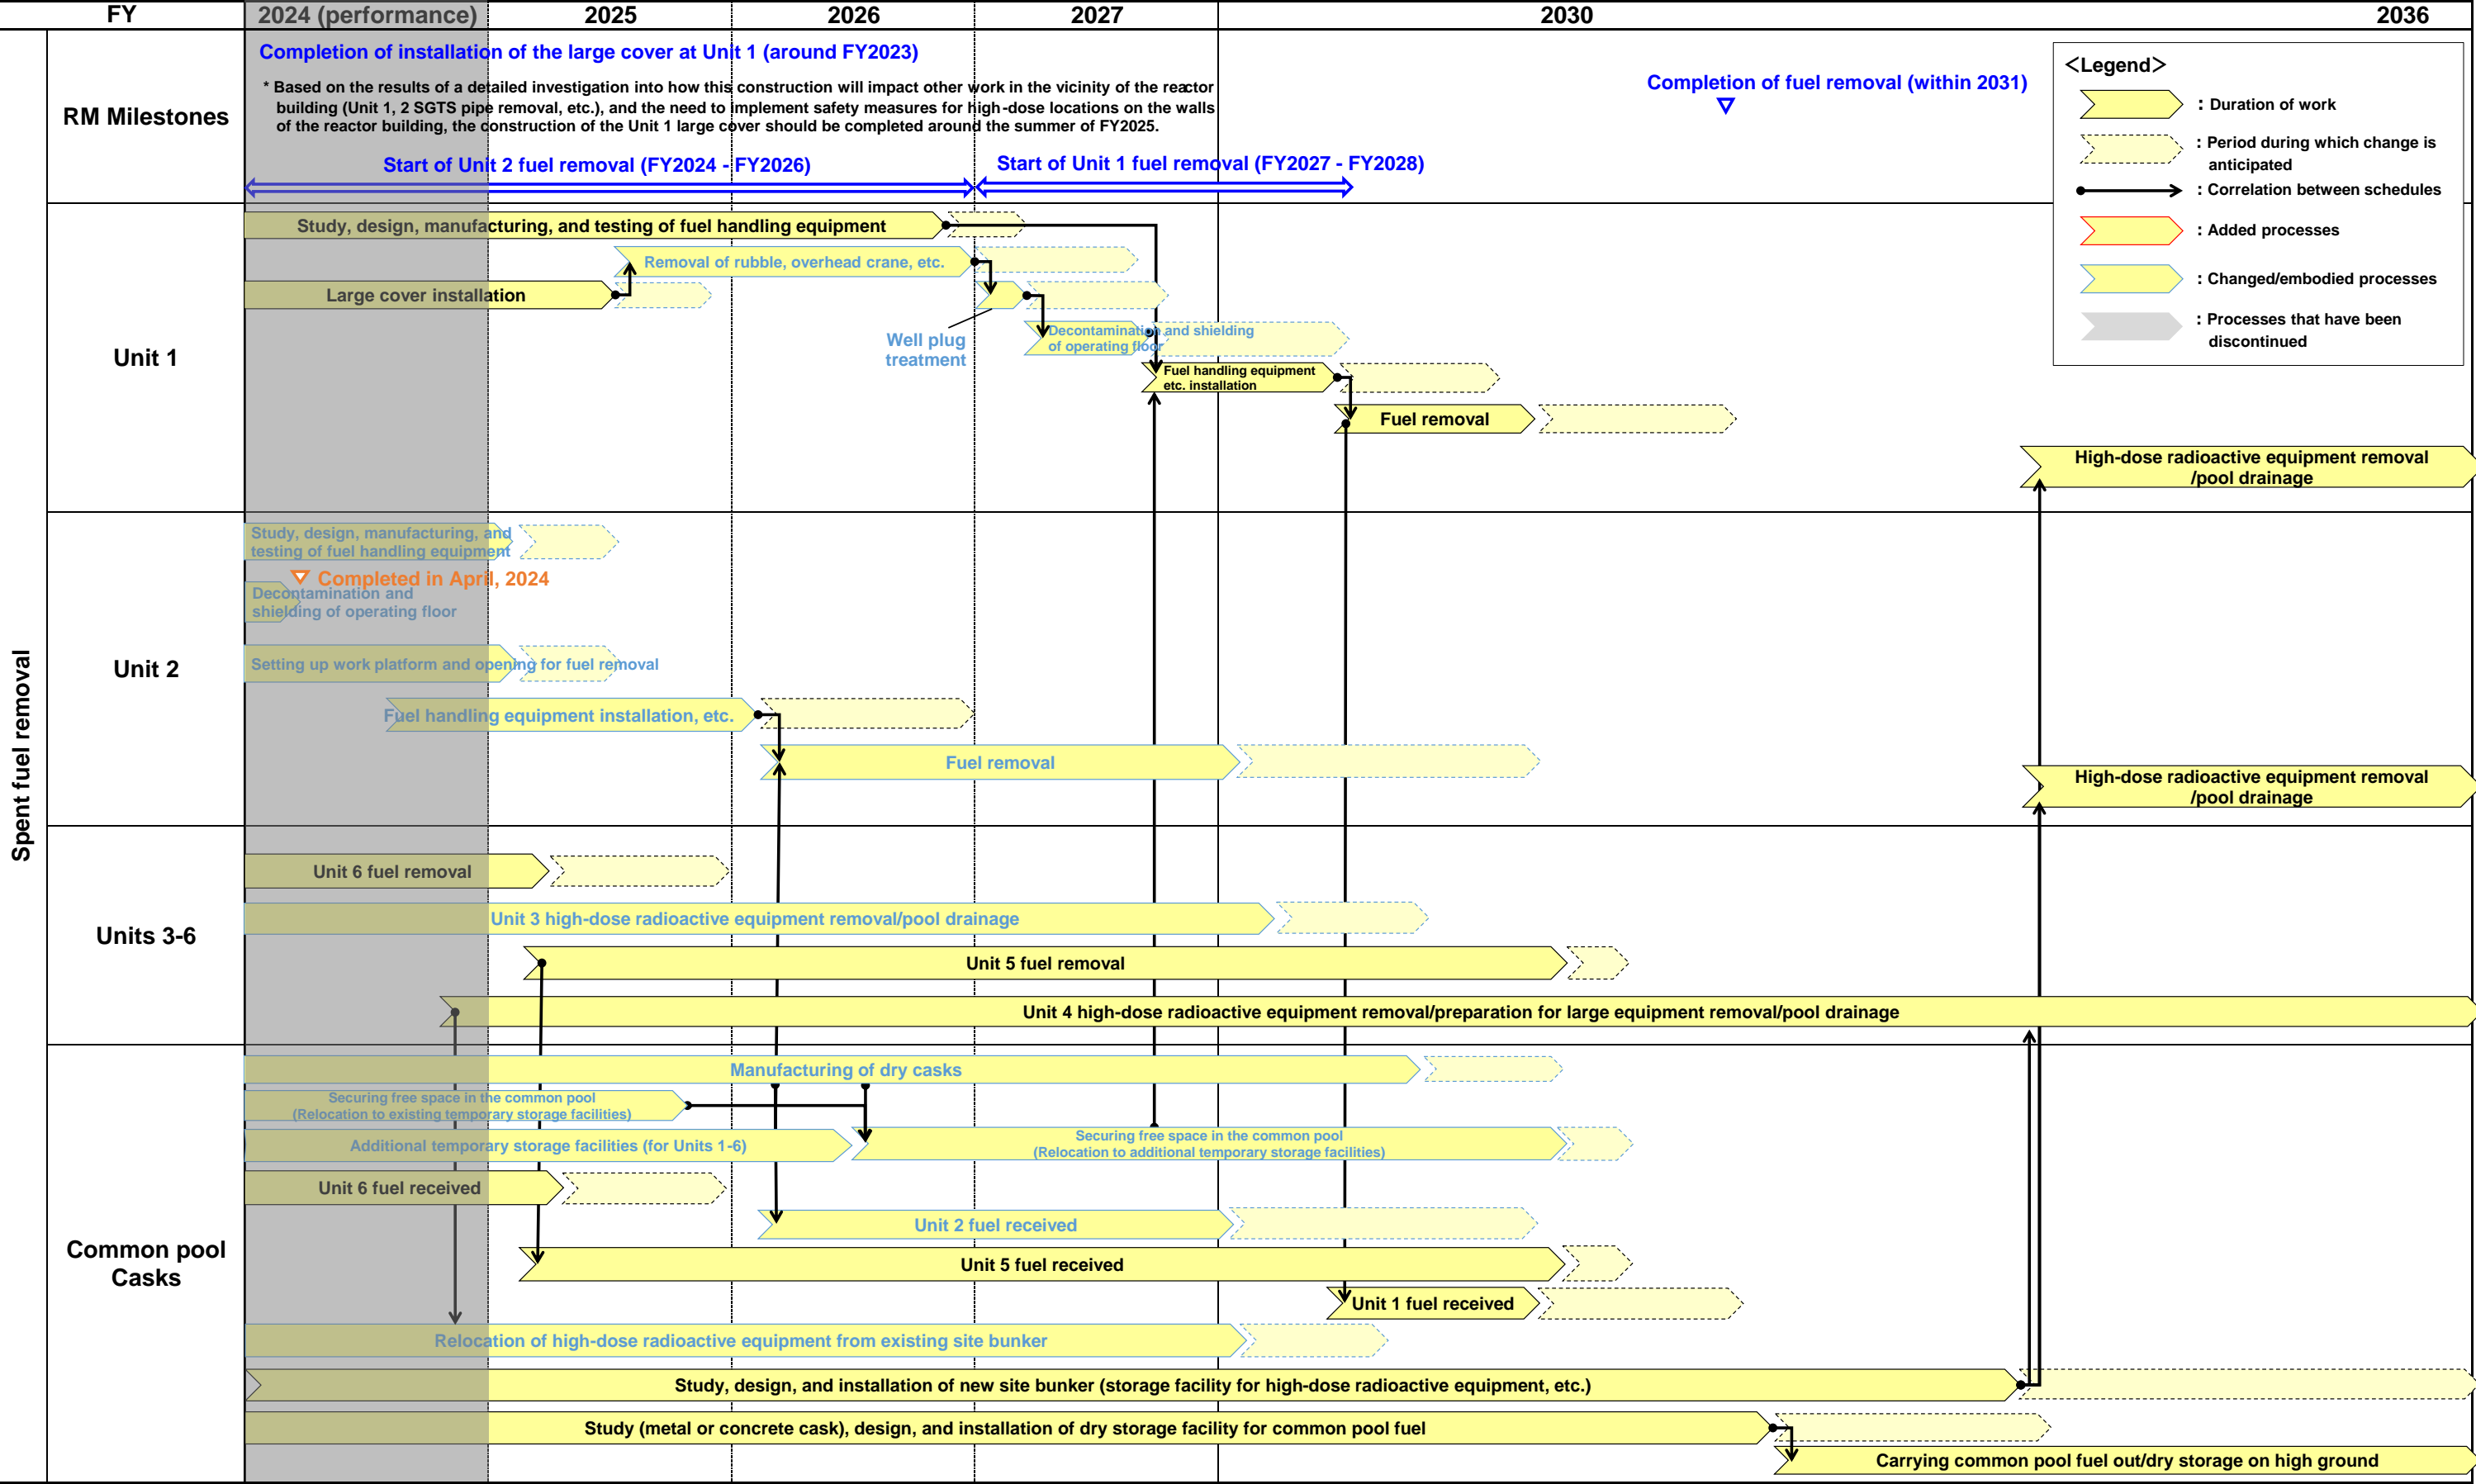 FY
2024 (performance)
2025
2026
2027
2030
2036
Spent fuel removal
RM Milestones
Completion of installation of the large cover at Unit 1 (around FY2023)
* Based on the results of a detailed investigation into how this construction will impact other work in the vicinity of the reactor
building (Unit 1, 2 SGTS pipe removal, etc.), and the need to implement safety measures for high-dose locations on the walls
of the reactor building, the construction of the Unit 1 large cover should be completed around the summer of FY2025.
Start of Unit 2 fuel removal (FY2024 - FY2026)
Start of Unit 1 fuel removal (FY2027 - FY2028)
Completion of fuel removal (within 2031)
<Legend>
: Duration of work
: Period during which change is
anticipated
: Correlation between schedules
: Added processes
: Changed/embodied processes
: Processes that have been
discontinued
Unit 1
Study, design, manufacturing, and testing of fuel handling equipment
Removal of rubble, overhead crane, etc.
Large cover installation
Well plug
treatment
Decontamination and shielding
of operating floor
Fuel handling equipment
etc. installation
Fuel removal
High-dose radioactive equipment removal
/pool drainage
Unit 2
Study, design, manufacturing, and
testing of fuel handling equipment
Completed in April, 2024
Decontamination and
shielding of operating floor
Setting up work platform and opening for fuel removal
Fuel handling equipment installation, etc.
Fuel removal
High-dose radioactive equipment removal
/pool drainage
Units 3-6
Unit 6 fuel removal
Unit 3 high-dose radioactive equipment removal/pool drainage
Unit 5 fuel removal
Unit 4 high-dose radioactive equipment removal/preparation for large equipment removal/pool drainage
Common pool
Casks
Manufacturing of dry casks
Securing free space in the common pool
(Relocation to existing temporary storage facilities)
Additional temporary storage facilities (for Units 1-6)
Securing free space in the common pool
(Relocation to additional temporary storage facilities)
Unit 6 fuel received
Unit 2 fuel received
Unit 5 fuel received
Unit 1 fuel received
Relocation of high-dose radioactive equipment from existing site bunker
Study, design, and installation of new site bunker (storage facility for high-dose radioactive equipment, etc.)
Study (metal or concrete cask), design, and installation of dry storage facility for common pool fuel
Carrying common pool fuel out/dry storage on high ground